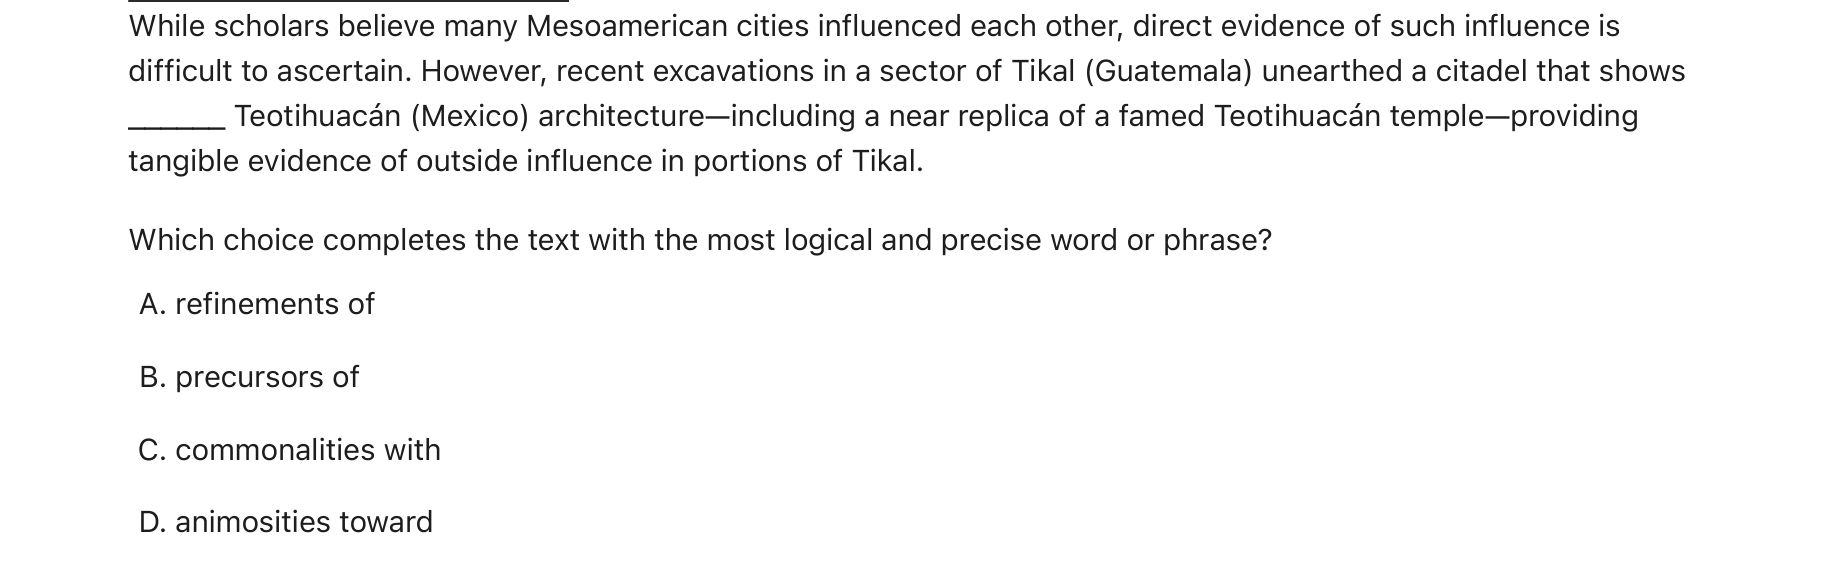 While scholars believe many Mesoamerican cities influenced each other, direct evidence of such influence is
difficult to ascertain. However, recent excavations in a sector of Tikal (Guatemala) unearthed a citadel that shows
______ Teotihuacán (Mexico) architecture—including a near replica of a famed Teotihuacán temple—providing
tangible evidence of outside influence in portions of Tikal.
Which choice completes the text with the most logical and precise word or phrase?
A. refinements of
B. precursors of
C. commonalities with
D. animosities toward